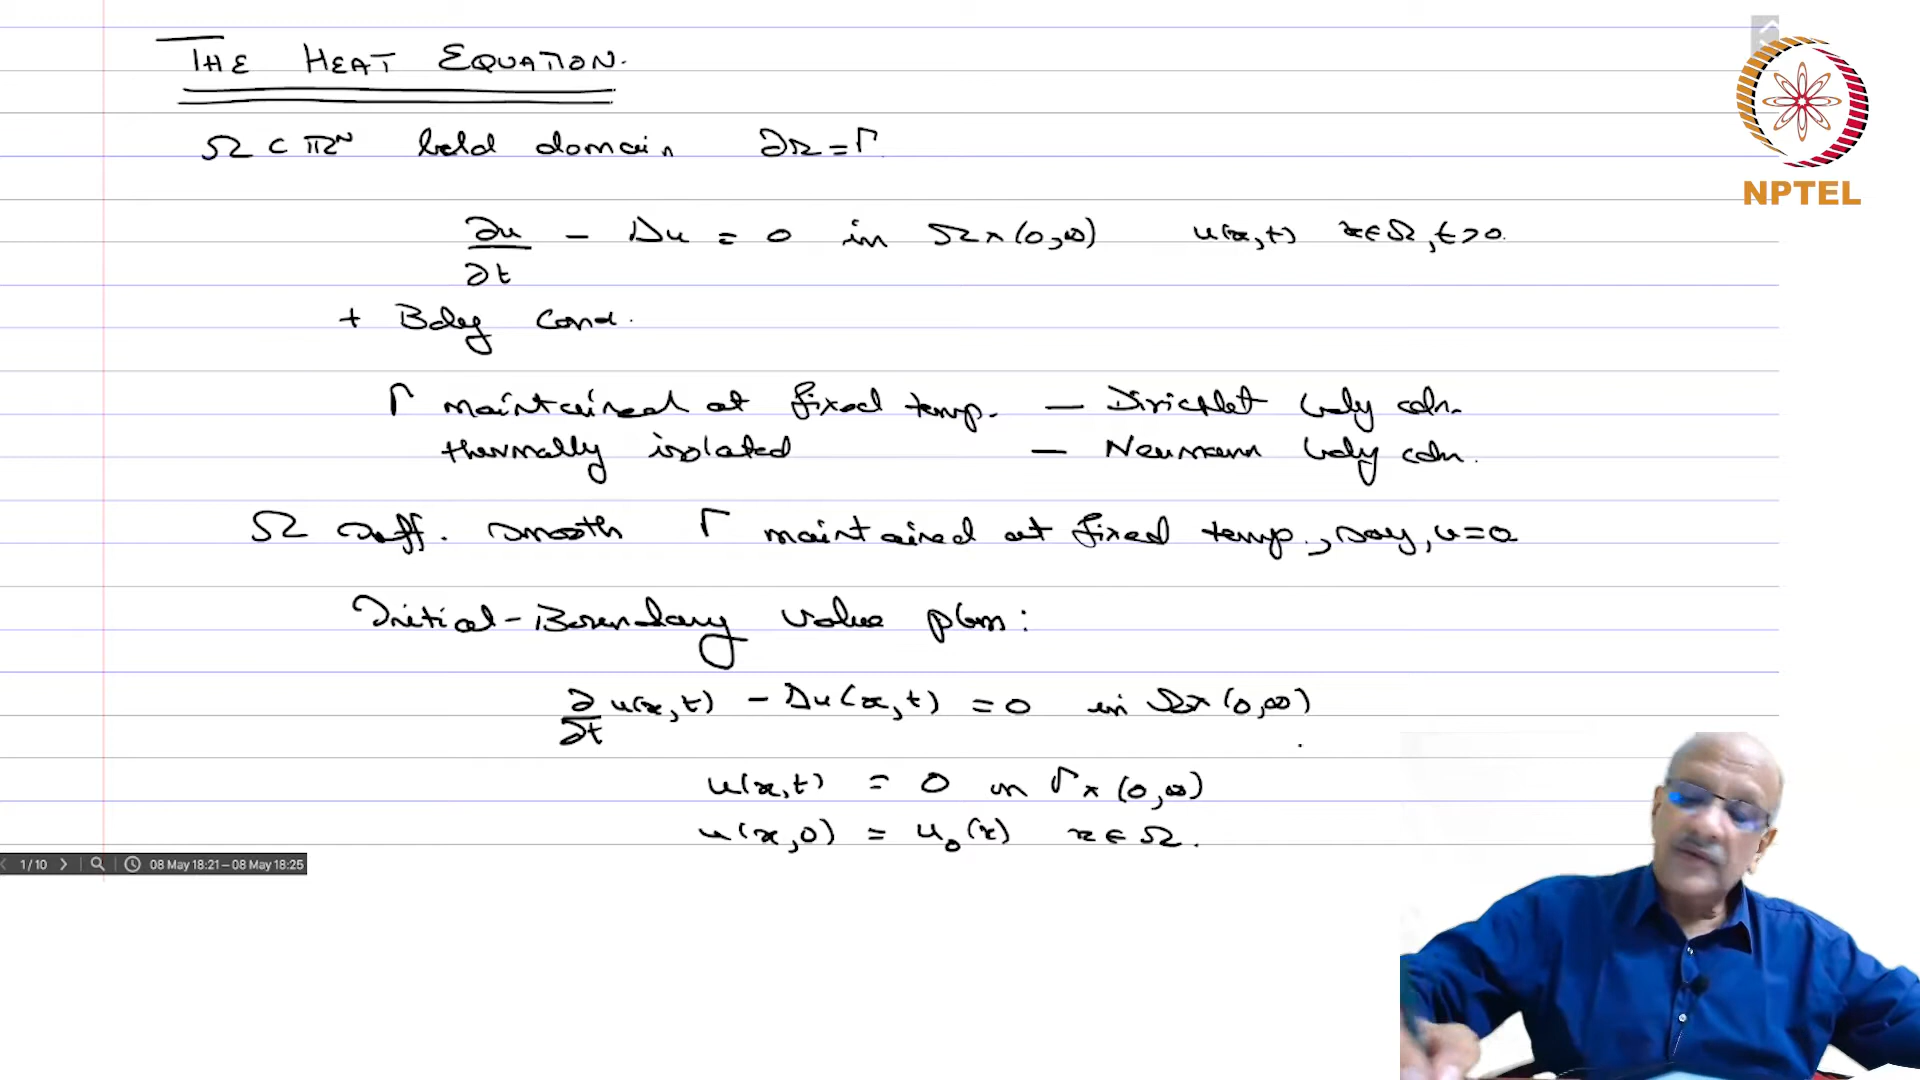 THE HEAT EQUATION.
Ω ⊂ ℝᴺ bdd domain ∂Ω = Γ.
∂u/∂t − Δu = 0 in Ω×(0,∞) u(x,t) x∈Ω, t>0.
+ Bdry Cond.
Γ maintained at fixed temp. — Dirichlet bdry cdn.
thermally isolated — Neumann bdry cdn.
Ω suff. smooth Γ maintained at fixed temp., say, u=0
Initial-Boundary value pbm:
∂/∂t u(x,t) − Δu(x,t) = 0 in Ω×(0,∞)
u(x,t) = 0 on Γ×(0,∞)
u(x,0) = u₀(x) x∈Ω.
NPTEL
1/10 08 May 18:21 – 08 May 18:25